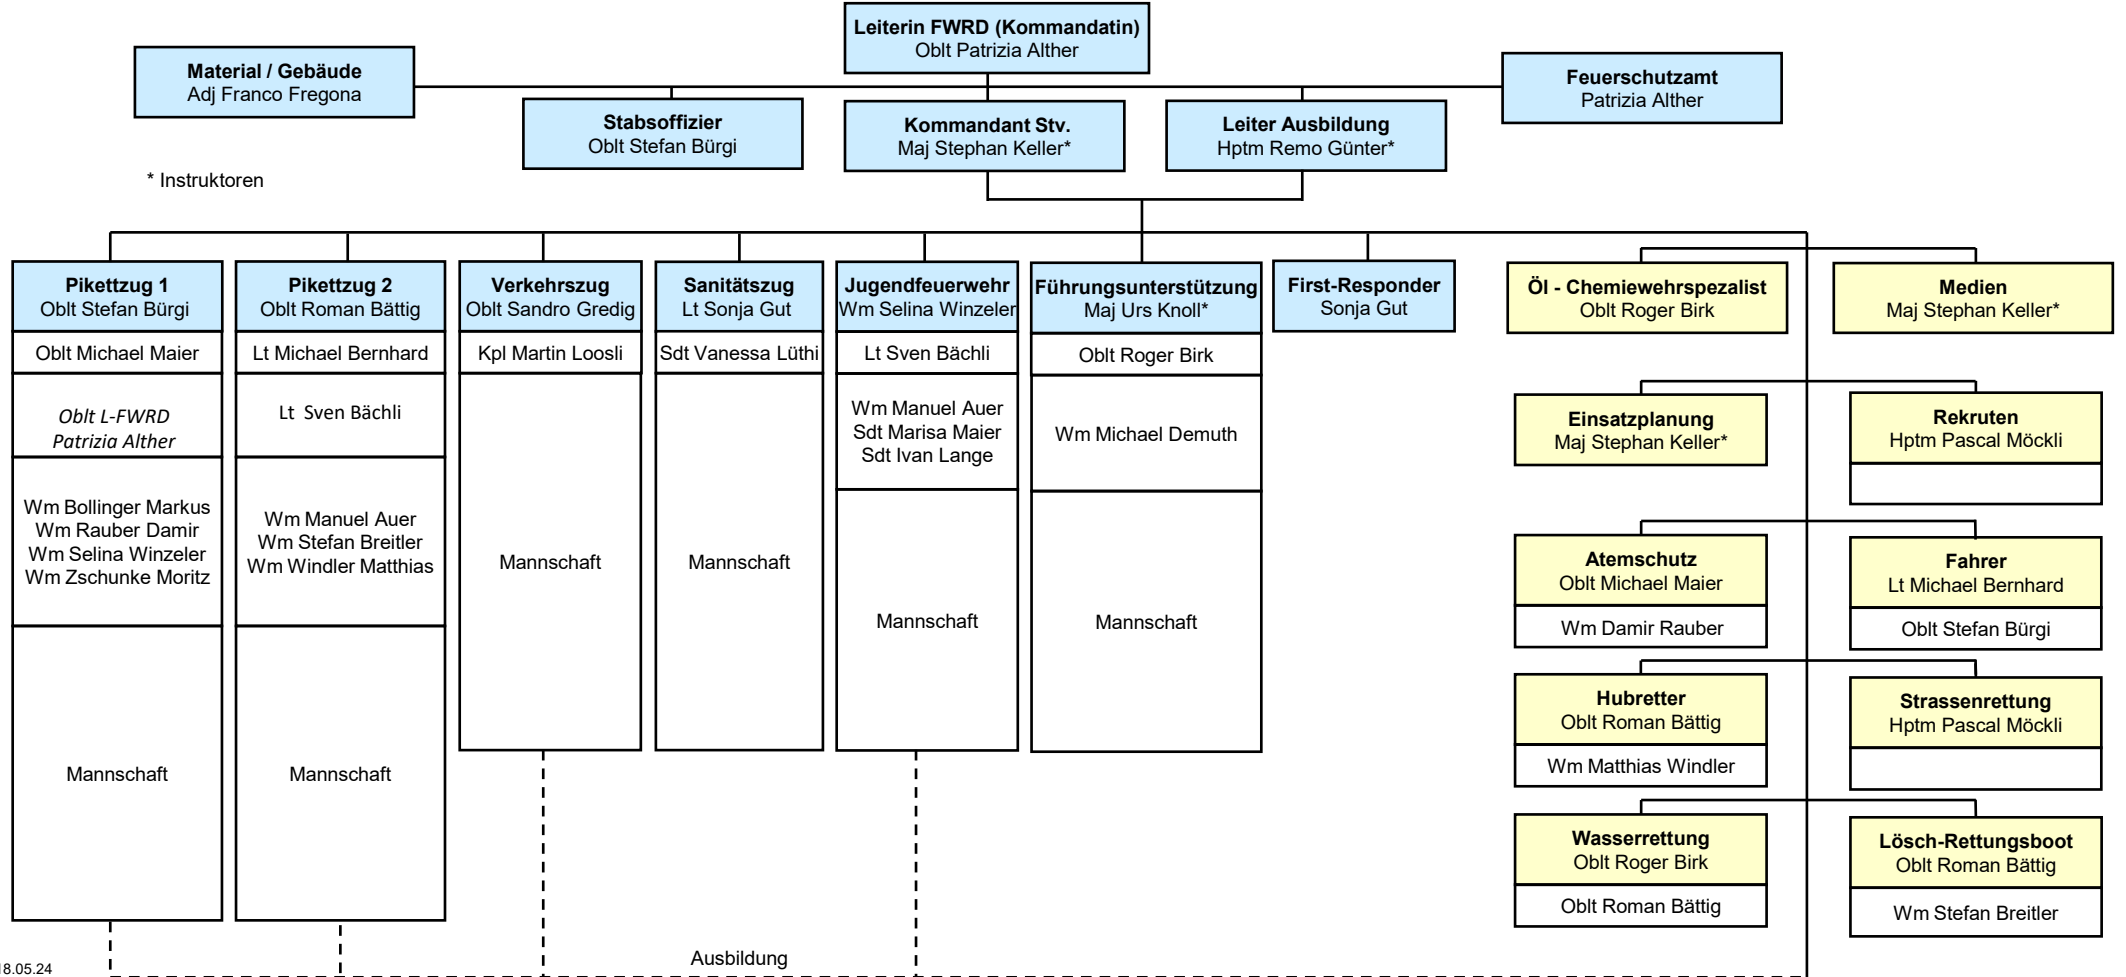 Leiterin FWRD (Kommandatin)
Oblt Patrizia Alther
Material / Gebäude
Adj Franco Fregona
Feuerschutzamt
Patrizia Alther
Stabsoffizier
Oblt Stefan Bürgi
Kommandant Stv.
Maj Stephan Keller*
Leiter Ausbildung
Hptm Remo Günter*
* Instruktoren
Pikettzug 1
Oblt Stefan Bürgi
Oblt Michael Maier
Oblt L-FWRD
Patrizia Alther
Wm Bollinger Markus
Wm Rauber Damir
Wm Selina Winzeler
Wm Zschunke Moritz
Mannschaft
Pikettzug 2
Oblt Roman Bättig
Lt Michael Bernhard
Lt Sven Bächli
Wm Manuel Auer
Wm Stefan Breitler
Wm Windler Matthias
Mannschaft
Verkehrszug
Oblt Sandro Gredig
Kpl Martin Loosli
Mannschaft
Sanitätszug
Lt Sonja Gut
Sdt Vanessa Lüthi
Mannschaft
Jugendfeuerwehr
Wm Selina Winzeler
Lt Sven Bächli
Wm Manuel Auer
Sdt Marisa Maier
Sdt Ivan Lange
Mannschaft
Führungsunterstützung
Maj Urs Knoll*
Oblt Roger Birk
Wm Michael Demuth
Mannschaft
First-Responder
Sonja Gut
Öl - Chemiewehrspezalist
Oblt Roger Birk
Medien
Maj Stephan Keller*
Einsatzplanung
Maj Stephan Keller*
Rekruten
Hptm Pascal Möckli
Atemschutz
Oblt Michael Maier
Wm Damir Rauber
Fahrer
Lt Michael Bernhard
Oblt Stefan Bürgi
Hubretter
Oblt Roman Bättig
Wm Matthias Windler
Strassenrettung
Hptm Pascal Möckli
Wasserrettung
Oblt Roger Birk
Oblt Roman Bättig
Lösch-Rettungsboot
Oblt Roman Bättig
Wm Stefan Breitler
Ausbildung
18.05.24